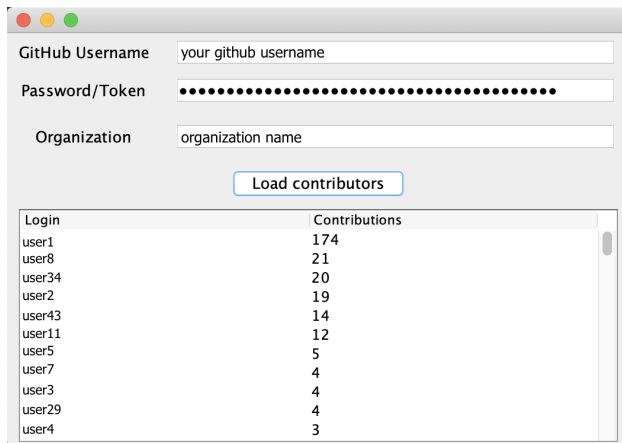 GitHub Username your github username
Password/Token ••••••••••••••••••••••••••••••••••••••••
Organization organization name
Load contributors
Login Contributions
user1 174
user8 21
user34 20
user2 19
user43 14
user11 12
user5 5
user7 4
user3 4
user29 4
user4 3